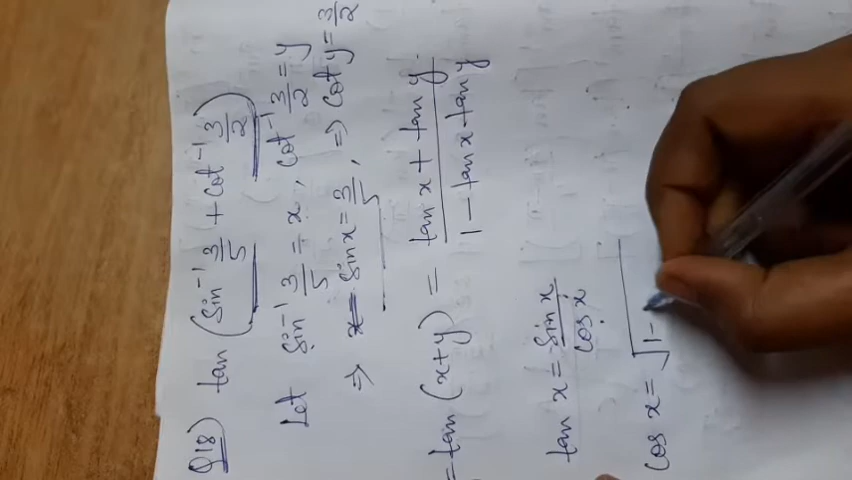 Q18) tan (sin⁻¹ 3/5 + cot⁻¹ 3/2)
Let sin⁻¹ 3/5 = x, cot⁻¹ 3/2 = y
⇒ sin x = 3/5, ⇒ cot y = 3/2
= tan (x+y) = (tan x + tan y)/(1 - tan x tan y)
tan x = sin x/cos x
cos x = √(1-